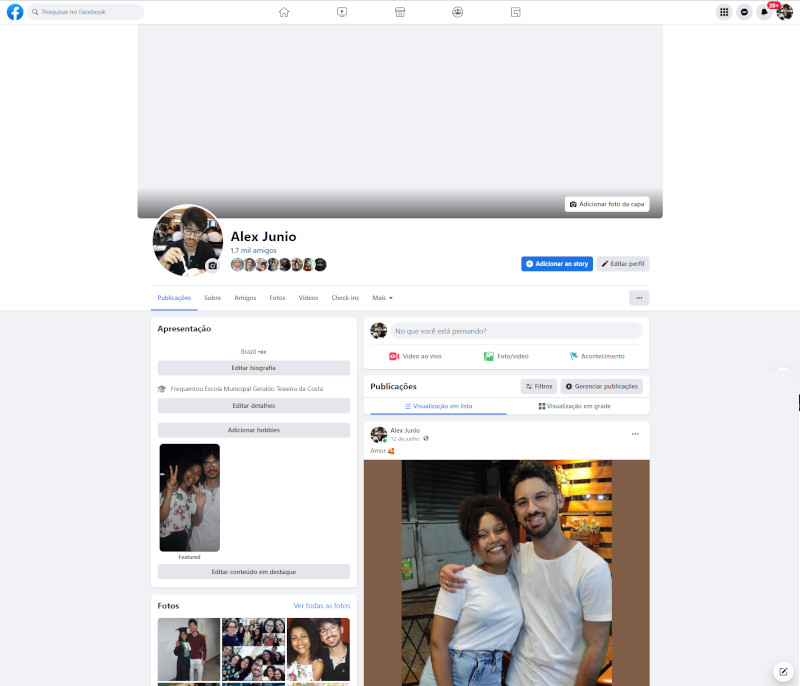 Pesquisar no Facebook
20+
Adicionar foto da capa
Alex Junio
1,7 mil amigos
Adicionar ao story
Editar perfil
Publicações
Sobre
Amigos
Fotos
Vídeos
Check-ins
Mais
Apresentação
Brazil
Editar biografia
Frequentou Escola Municipal Geraldo Teixeira da Costa
Editar detalhes
Adicionar hobbies
Featured
Editar conteúdo em destaque
Fotos
Ver todas as fotos
No que você está pensando?
Vídeo ao vivo
Foto/vídeo
Acontecimento
Publicações
Filtros
Gerenciar publicações
Visualização em lista
Visualização em grade
Alex Junio
12 de junho ·
Amor 🥰